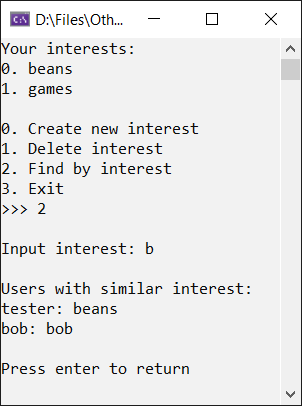 D:\Files\Oth...
Your interests:
0. beans
1. games
0. Create new interest
1. Delete interest
2. Find by interest
3. Exit
>>> 2
Input interest: b
Users with similar interest:
tester: beans
bob: bob
Press enter to return